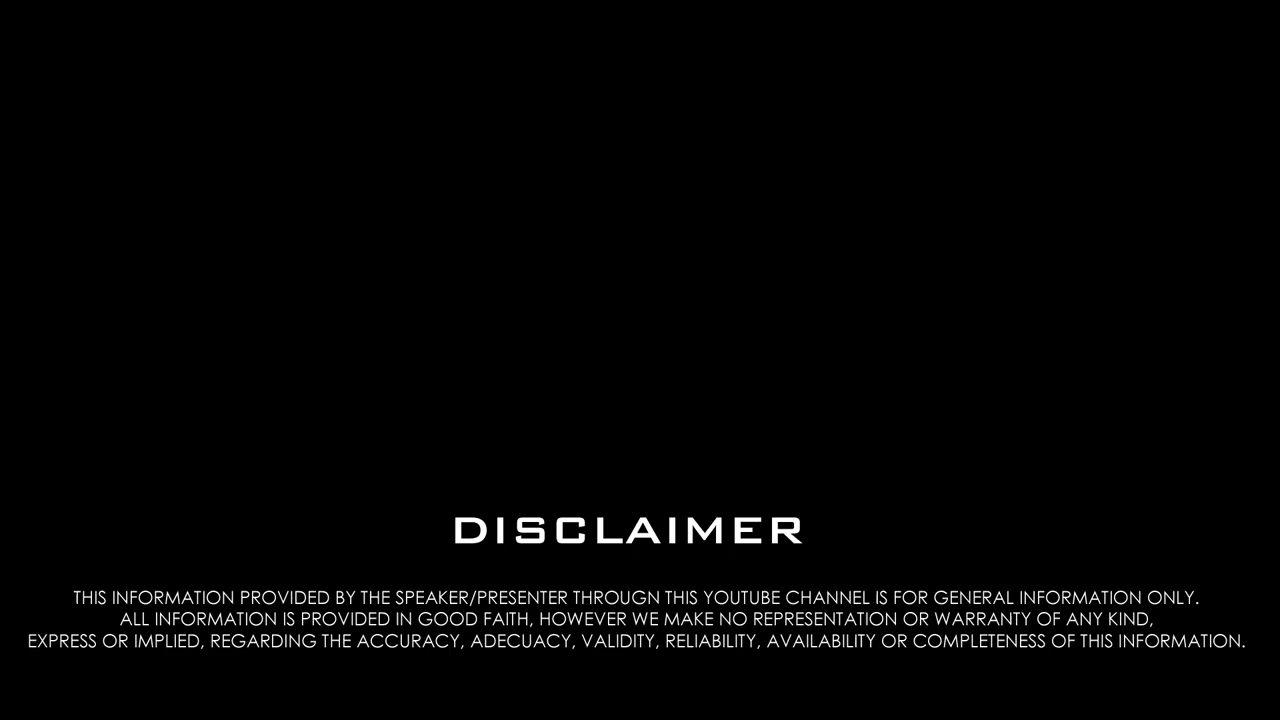 DISCLAIMER
THIS INFORMATION PROVIDED BY THE SPEAKER/PRESENTER THROUGN THIS YOUTUBE CHANNEL IS FOR GENERAL INFORMATION ONLY.
ALL INFORMATION IS PROVIDED IN GOOD FAITH, HOWEVER WE MAKE NO REPRESENTATION OR WARRANTY OF ANY KIND,
EXPRESS OR IMPLIED, REGARDING THE ACCURACY, ADECUACY, VALIDITY, RELIABILITY, AVAILABILITY OR COMPLETENESS OF THIS INFORMATION.